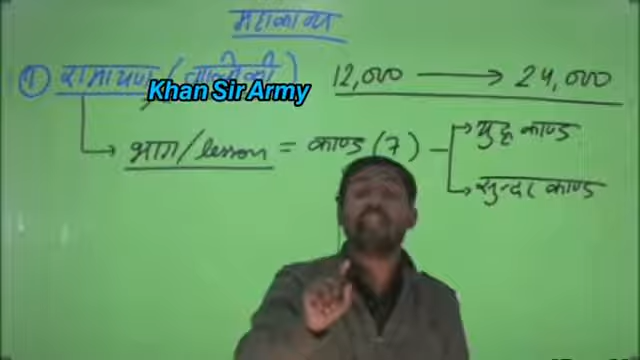 महाकाव्य
① रामायण (वाल्मीकी) 12,000 → 24,000
Khan Sir Army
भाग/lesson = काण्ड (7)
युद्ध काण्ड
सुन्दर काण्ड